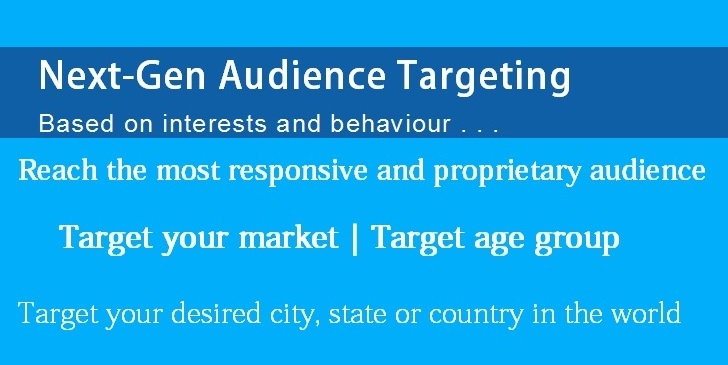 Next-Gen Audience Targeting
Based on interests and behaviour . . .
Reach the most responsive and proprietary audience
Target your market | Target age group
Target your desired city, state or country in the world